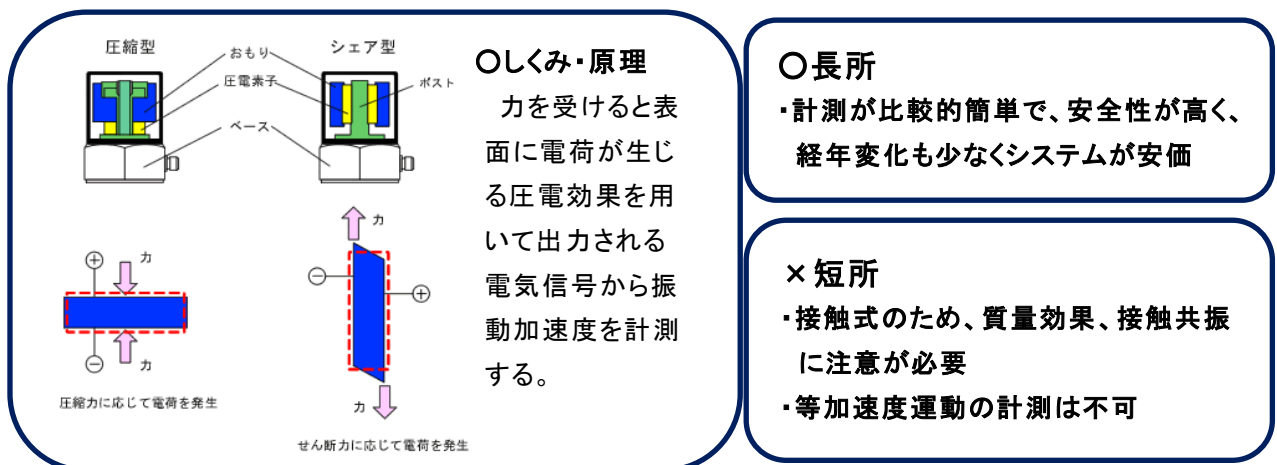 圧縮型
シェア型
おもり
圧電素子
ベース
ポスト
力
＋
力
－
力
－
＋
力
圧縮力に応じて電荷を発生
せん断力に応じて電荷を発生
○しくみ・原理
力を受けると表
面に電荷が生じ
る圧電効果を用
いて出力される
電気信号から振
動加速度を計測
する。
○長所
・計測が比較的簡単で、安全性が高く、
経年変化も少なくシステムが安価
×短所
・接触式のため、質量効果、接触共振
に注意が必要
・等加速度運動の計測は不可